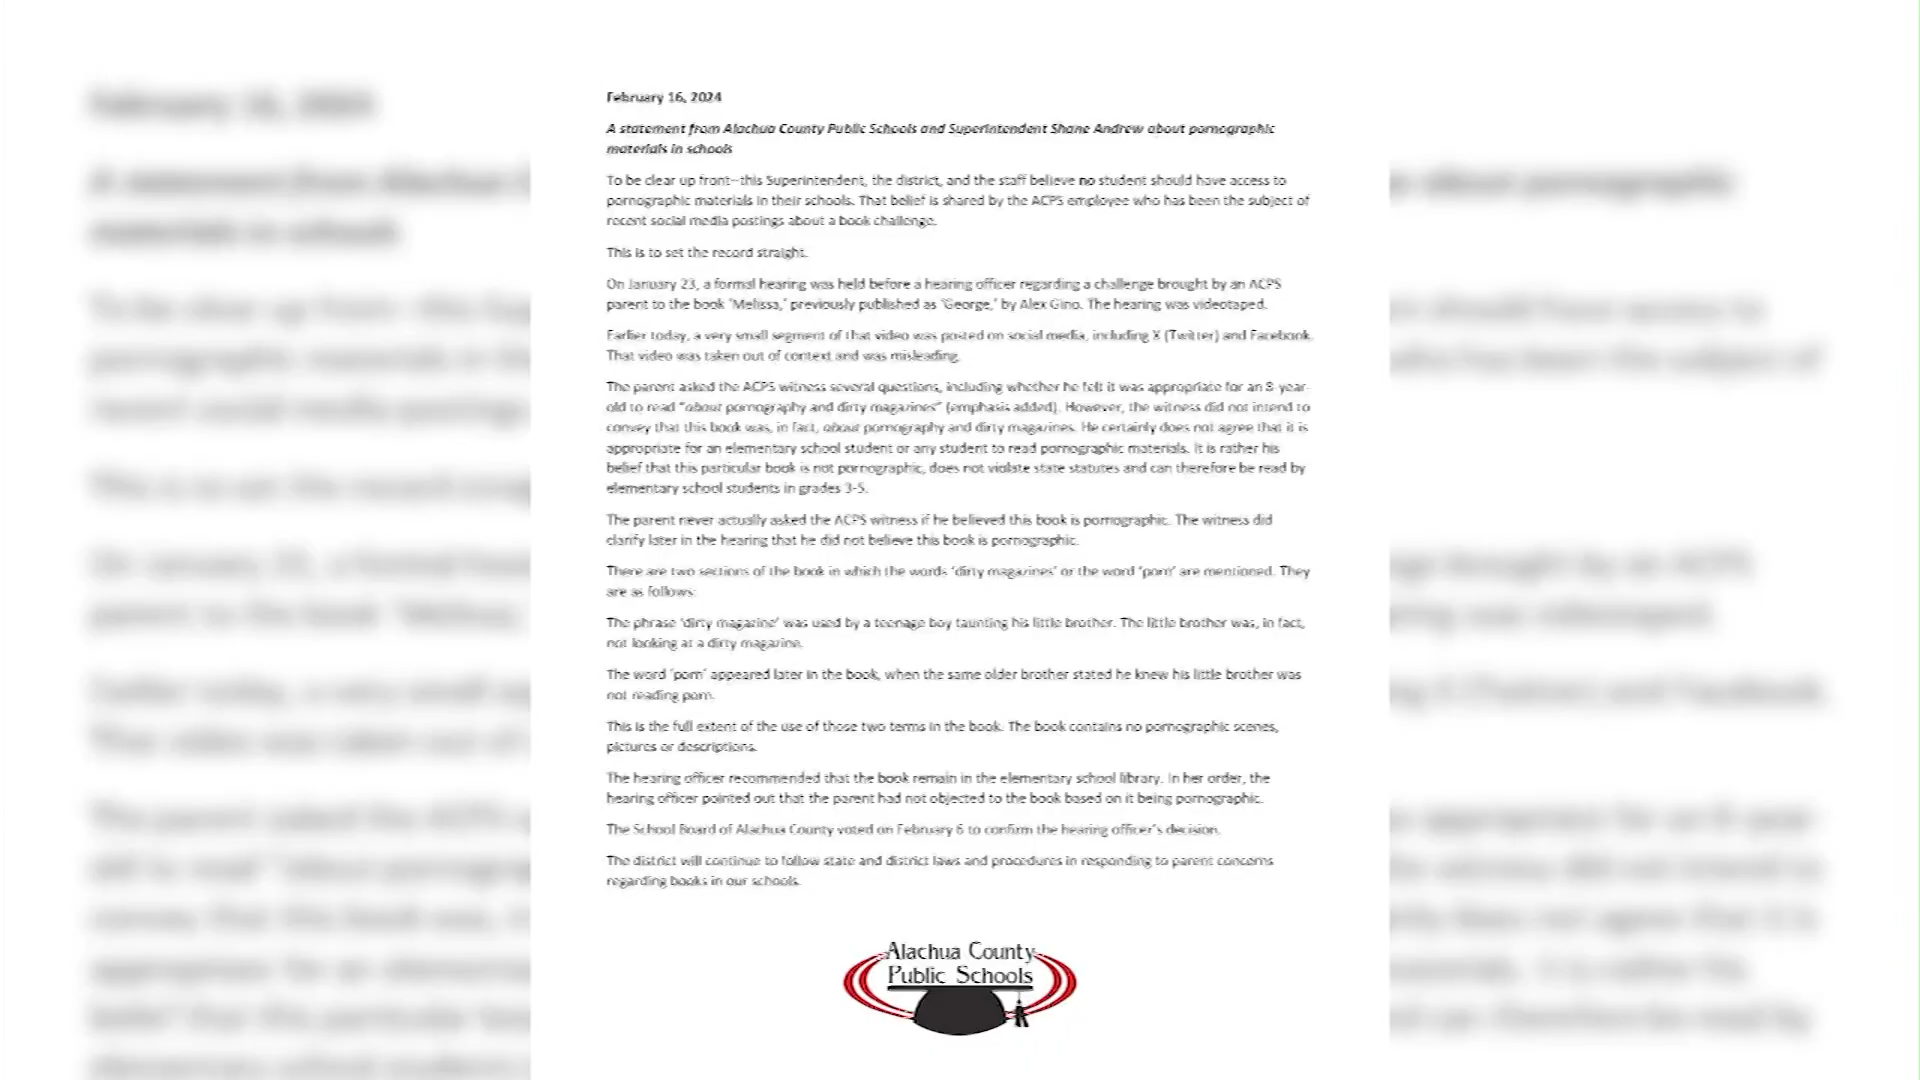 February 16, 2024
A statement from Alachua County Public Schools and Superintendent Shane Andrew about pornographic
materials in schools
To be clear up front--this Superintendent, the district, and the staff believe no student should have access to
pornographic materials in their schools. That belief is shared by the ACPS employee who has been the subject of
recent social media postings about a book challenge.
This is to set the record straight.
On January 23, a formal hearing was held before a hearing officer regarding a challenge brought by an ACPS
parent to the book 'Melissa,' previously published as 'George,' by Alex Gino. The hearing was videotaped.
Earlier today, a very small segment of that video was posted on social media, including X (Twitter) and Facebook.
That video was taken out of context and was misleading.
The parent asked the ACPS witness several questions, including whether he felt it was appropriate for an 8-year-
old to read "about pornography and dirty magazines" (emphasis added). However, the witness did not intend to
convey that this book was, in fact, about pornography and dirty magazines. He certainly does not agree that it is
appropriate for an elementary school student or any student to read pornographic materials. It is rather his
belief that this particular book is not pornographic, does not violate state statutes and can therefore be read by
elementary school students in grades 3-5.
The parent never actually asked the ACPS witness if he believed this book is pornographic. The witness did
clarify later in the hearing that he did not believe this book is pornographic.
There are two sections of the book in which the words 'dirty magazines' or the word 'porn' are mentioned. They
are as follows:
The phrase 'dirty magazine' was used by a teenage boy taunting his little brother. The little brother was, in fact,
not looking at a dirty magazine.
The word 'porn' appeared later in the book, when the same older brother stated he knew his little brother was
not reading porn.
This is the full extent of the use of those two terms in the book. The book contains no pornographic scenes,
pictures or descriptions.
The hearing officer recommended that the book remain in the elementary school library. In her order, the
hearing officer pointed out that the parent had not objected to the book based on it being pornographic.
The School Board of Alachua County voted on February 6 to confirm the hearing officer's decision.
The district will continue to follow state and district laws and procedures in responding to parent concerns
regarding books in our schools.
Alachua County
Public Schools